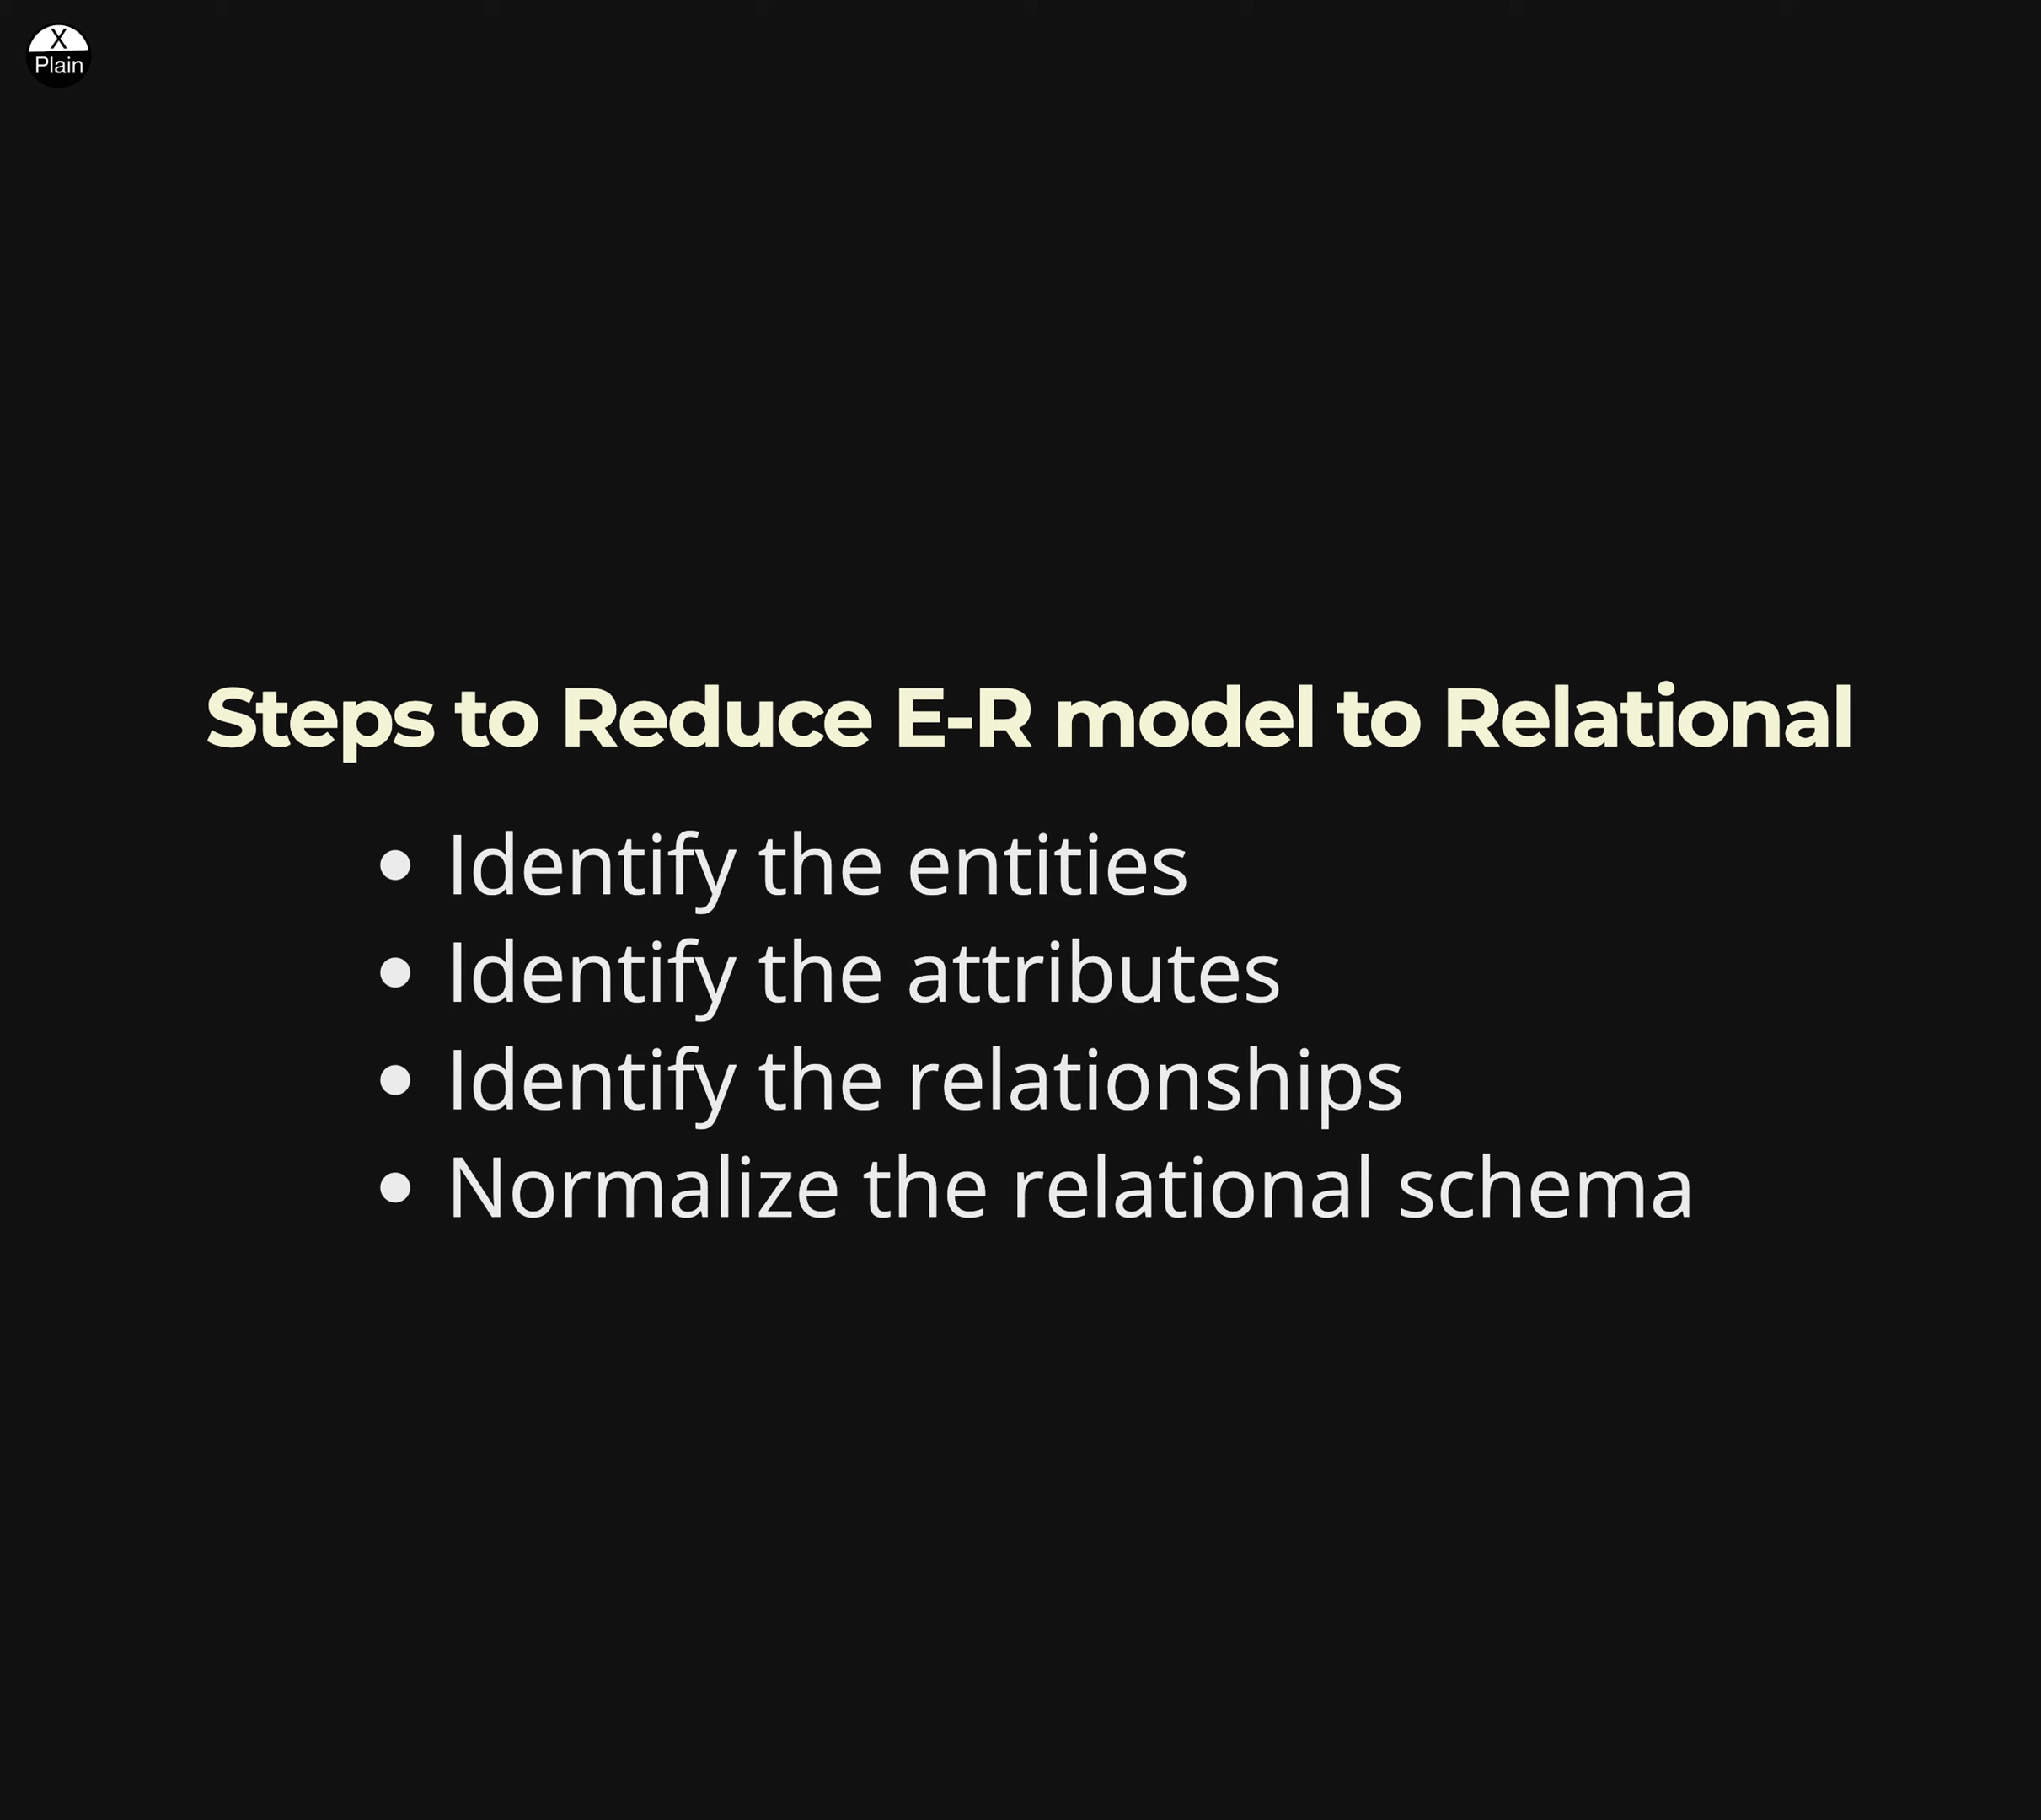 X
Plain
Steps to Reduce E-R model to Relational
• Identify the entities
• Identify the attributes
• Identify the relationships
• Normalize the relational schema